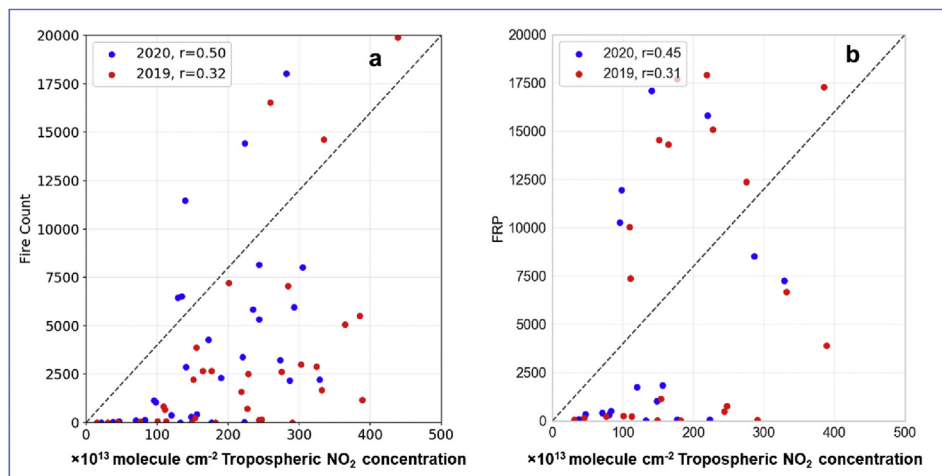 2020, r=0.50
2019, r=0.32
a
20000
17500
15000
12500
10000
7500
5000
2500
0
Fire Count
0 100 200 300 400 500
×10¹³ molecule cm⁻² Tropospheric NO₂ concentration
2020, r=0.45
2019, r=0.31
b
20000
17500
15000
12500
10000
7500
5000
2500
0
FRP
0 100 200 300 400 500
×10¹³ molecule cm⁻² Tropospheric NO₂ concentration